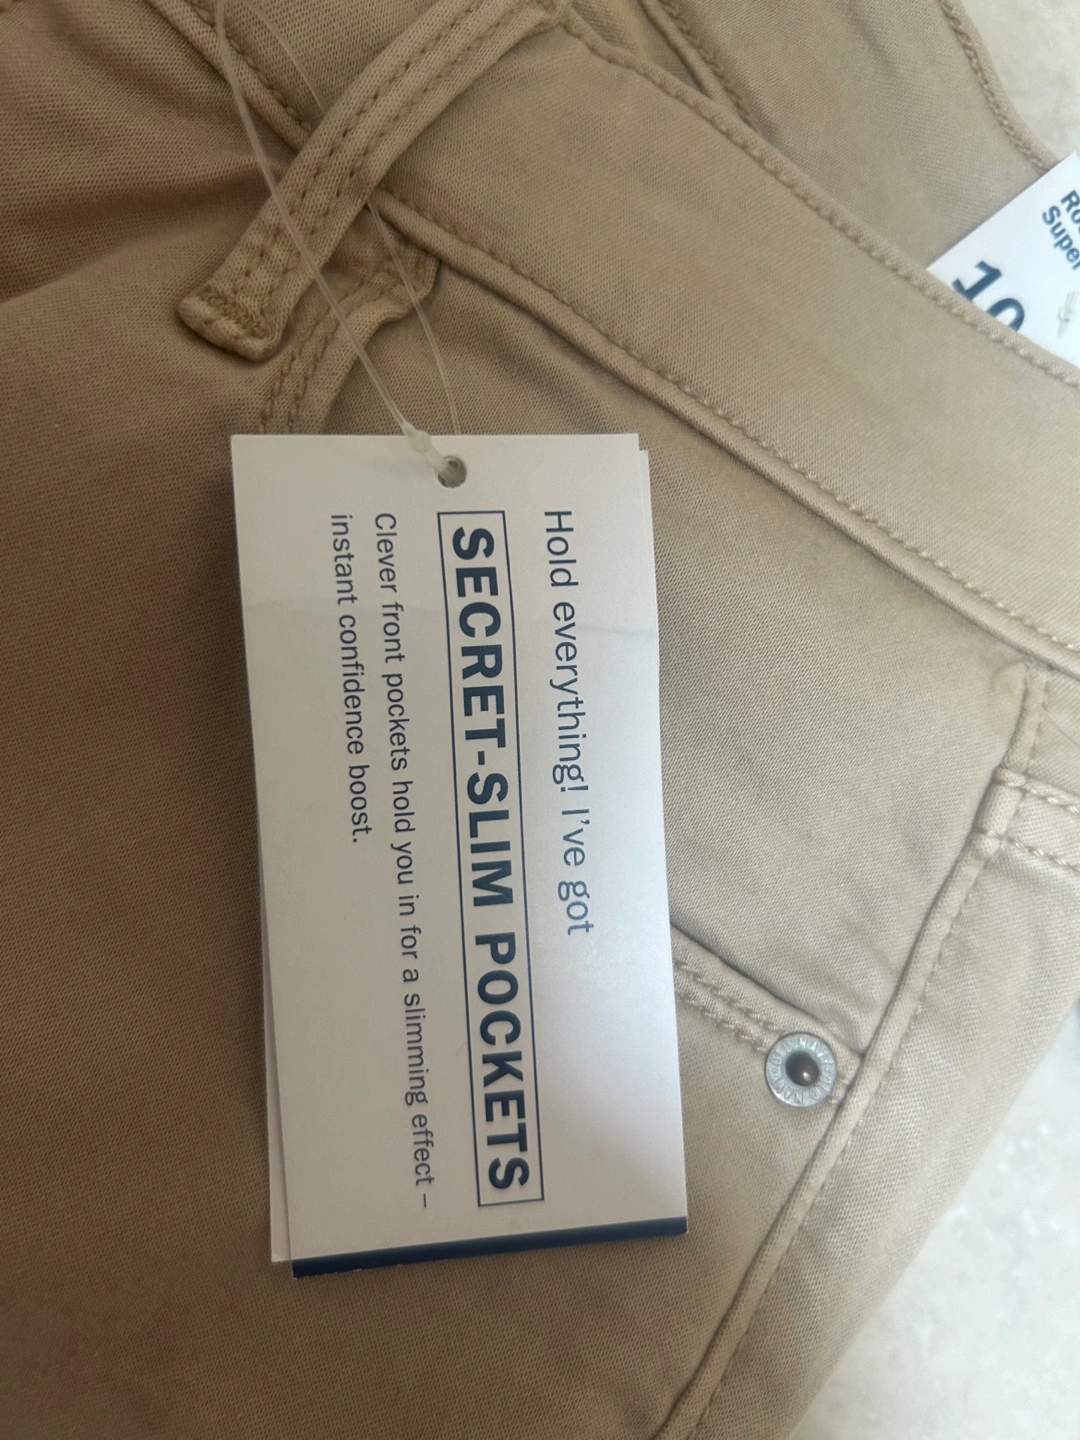 Hold everything! I've got
SECRET-SLIM POCKETS
Clever front pockets hold you in for a slimming effect –
instant confidence boost.
Super
10